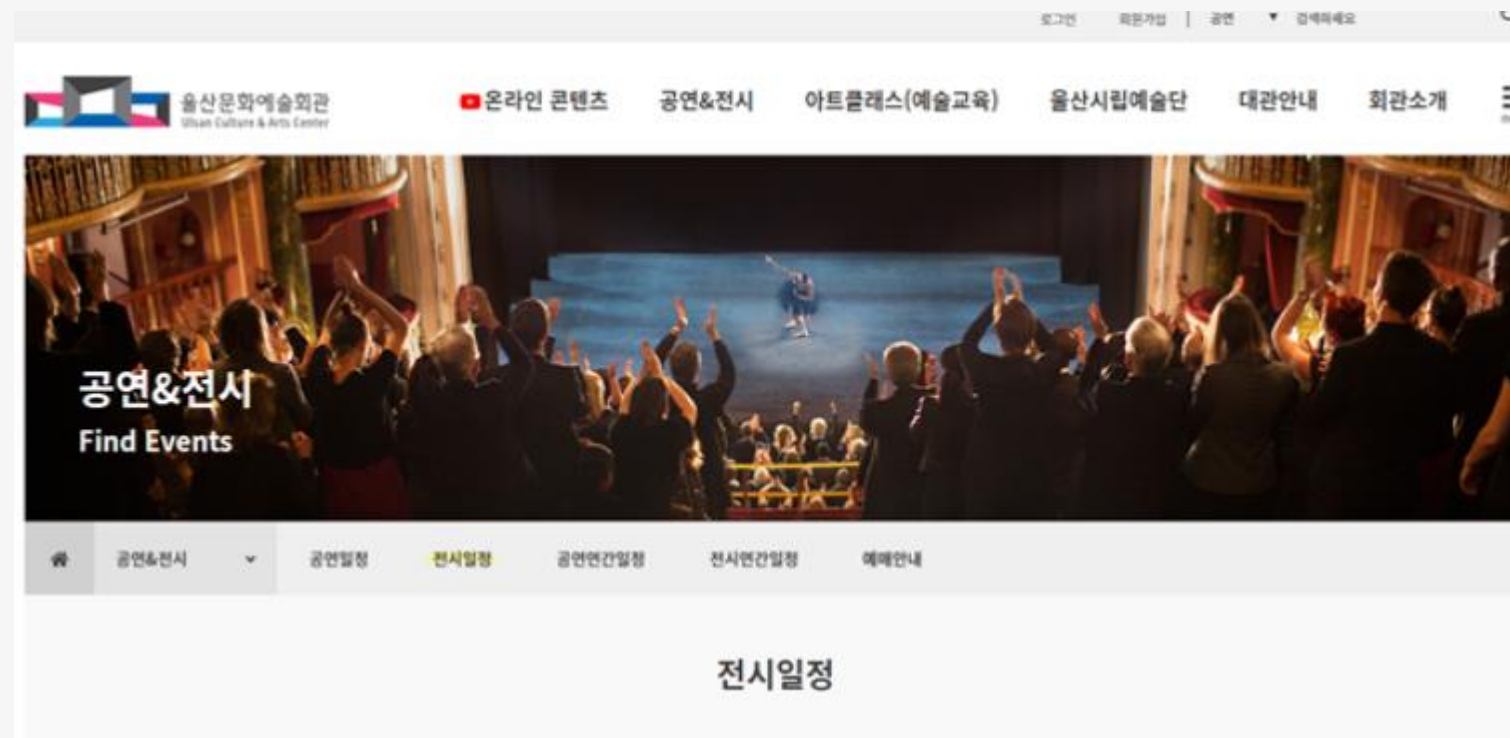 로그인 회원가입 | 공연 ▼ 검색하세요
울산문화예술회관
Ulsan Culture & Arts Center
온라인 콘텐츠 공연&전시 아트클래스(예술교육) 울산시립예술단 대관안내 회관소개
공연&전시
Find Events
공연&전시 공연일정 전시일정 공연연간일정 전시연간일정 예매안내
전시일정